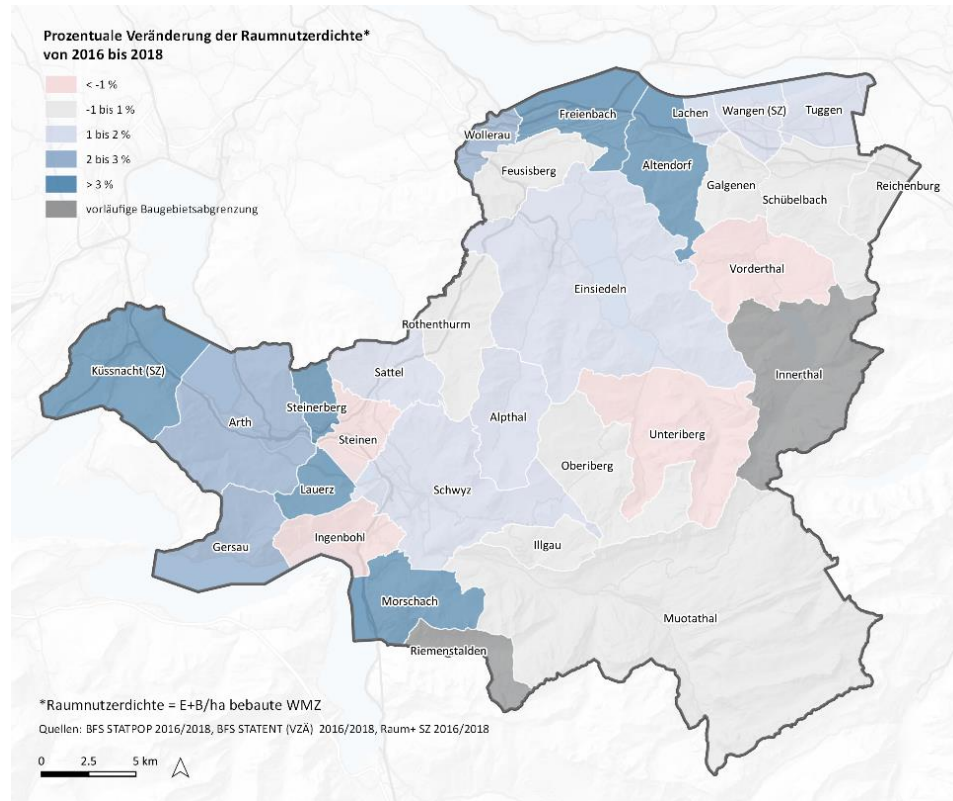 Prozentuale Veränderung der Raumnutzerdichte*
von 2016 bis 2018
< -1 %
-1 bis 1 %
1 bis 2 %
2 bis 3 %
> 3 %
vorläufige Baugebietsabgrenzung
Freienbach
Lachen
Wangen (SZ)
Tuggen
Wollerau
Feusisberg
Altendorf
Galgenen
Schübelbach
Reichenburg
Vorderthal
Einsiedeln
Rothenthurm
Innerthal
Küssnacht (SZ)
Sattel
Steinerberg
Arth
Alpthal
Steinen
Unteriberg
Oberiberg
Lauerz
Schwyz
Gersau
Ingenbohl
Illgau
Morschach
Muotathal
Riemenstalden
*Raumnutzerdichte = E+B/ha bebaute WMZ
Quellen: BFS STATPOP 2016/2018, BFS STATENT (VZÄ) 2016/2018, Raum+ SZ 2016/2018
0 2.5 5 km